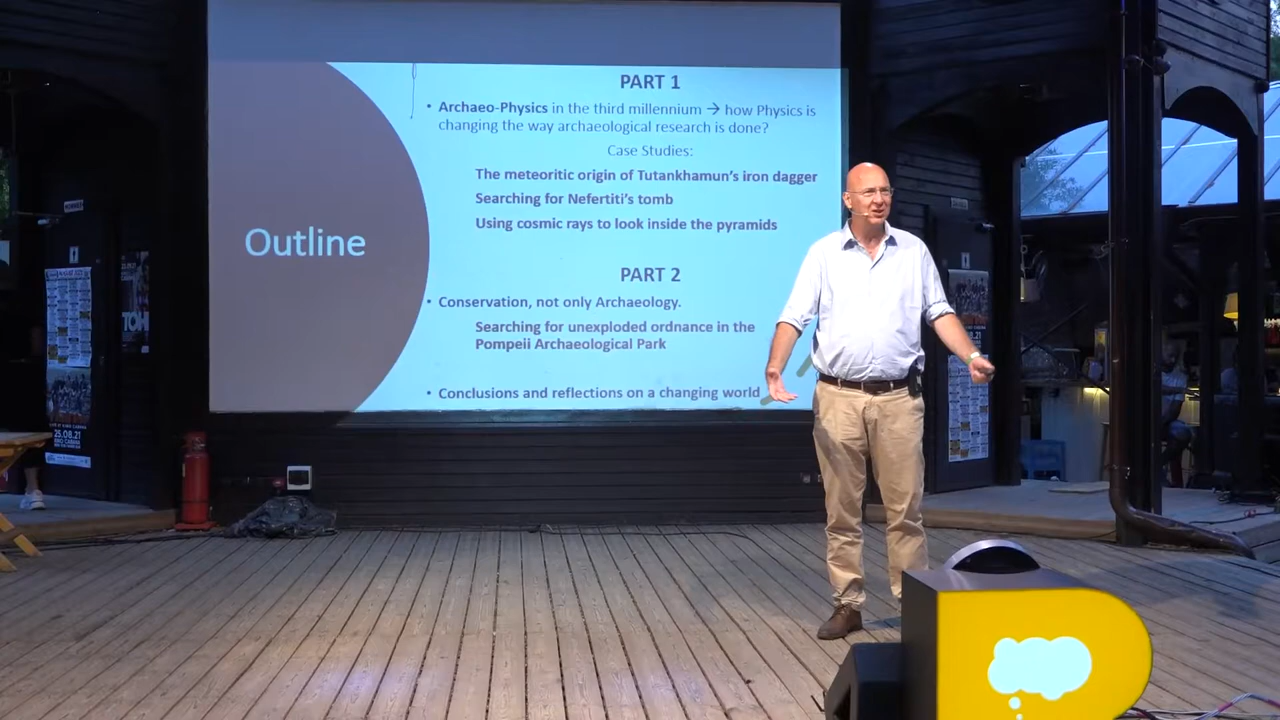 PART 1
• Archaeo-Physics in the third millennium → how Physics is
changing the way archaeological research is done?
Case Studies:
The meteoritic origin of Tutankhamun's iron dagger
Searching for Nefertiti's tomb
Using cosmic rays to look inside the pyramids
Outline
PART 2
• Conservation, not only Archaeology.
Searching for unexploded ordnance in the
Pompeii Archaeological Park
• Conclusions and reflections on a changing world
TOM
25.08.21